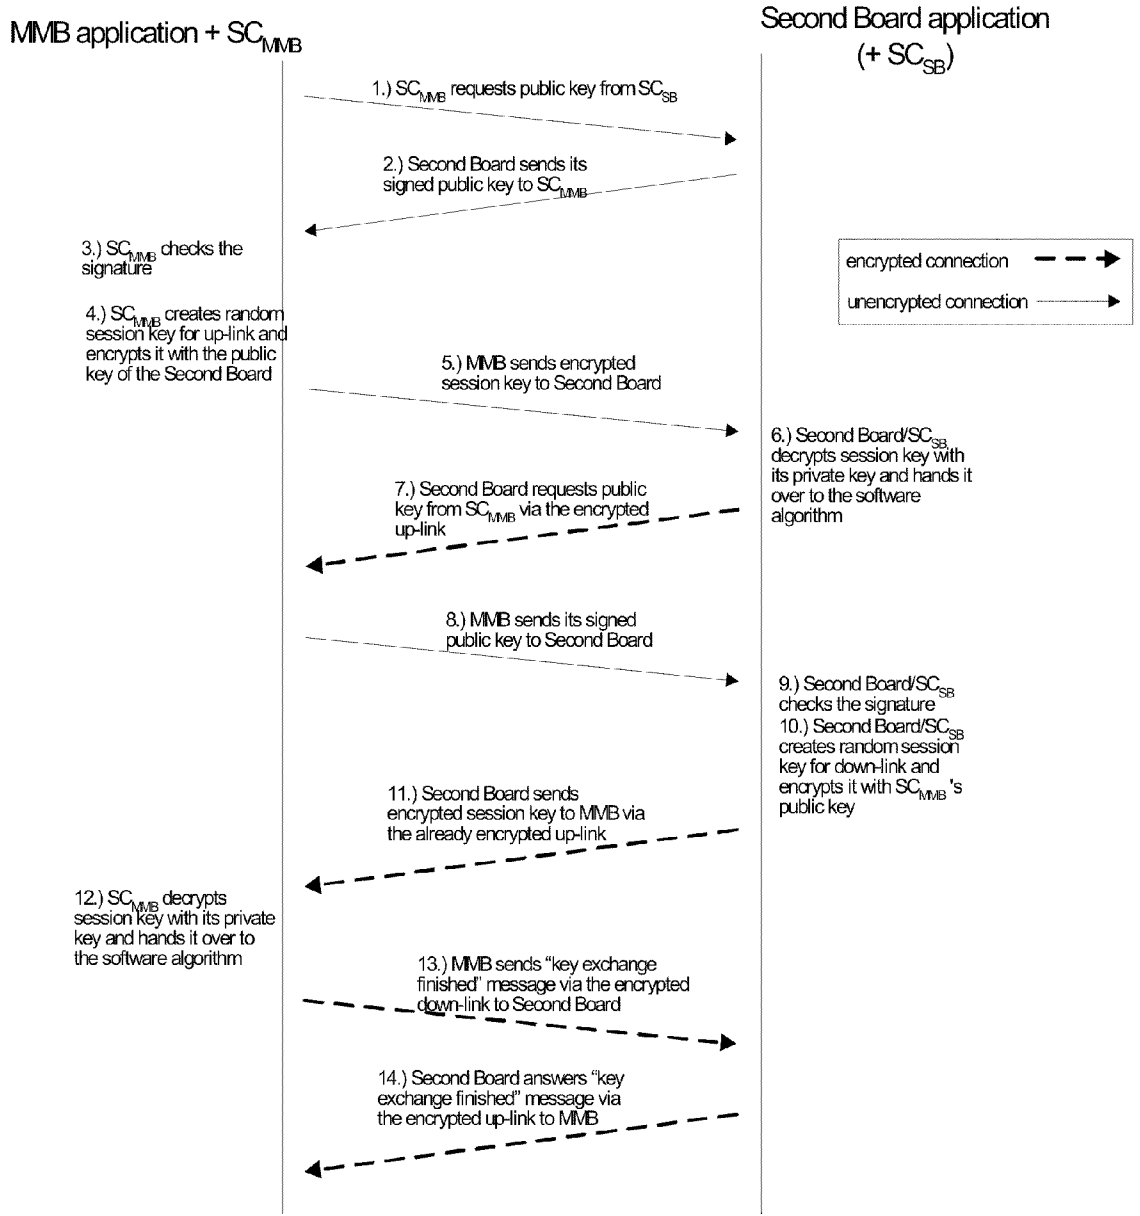 MMB application + SC_MMB
Second Board application
(+ SC_SB)
1.) SC_MMB requests public key from SC_SB
2.) Second Board sends its
signed public key to SC_MMB
3.) SC_MMB checks the
signature
encrypted connection
unencrypted connection
4.) SC_MMB creates random
session key for up-link and
encrypts it with the public
key of the Second Board
5.) MMB sends encrypted
session key to Second Board
6.) Second Board/SC_SB
decrypts session key with
its private key and hands it
over to the software
algorithm
7.) Second Board requests public
key from SC_MMB via the encrypted
up-link
8.) MMB sends its signed
public key to Second Board
9.) Second Board/SC_SB
checks the signature
10.) Second Board/SC_SB
creates random session
key for down-link and
encrypts it with SC_MMB 's
public key
11.) Second Board sends
encrypted session key to MMB via
the already encrypted up-link
12.) SC_MMB decrypts
session key with its private
key and hands it over to
the software algorithm
13.) MMB sends “key exchange
finished” message via the encrypted
down-link to Second Board
14.) Second Board answers “key
exchange finished” message via
the encrypted up-link to MMB